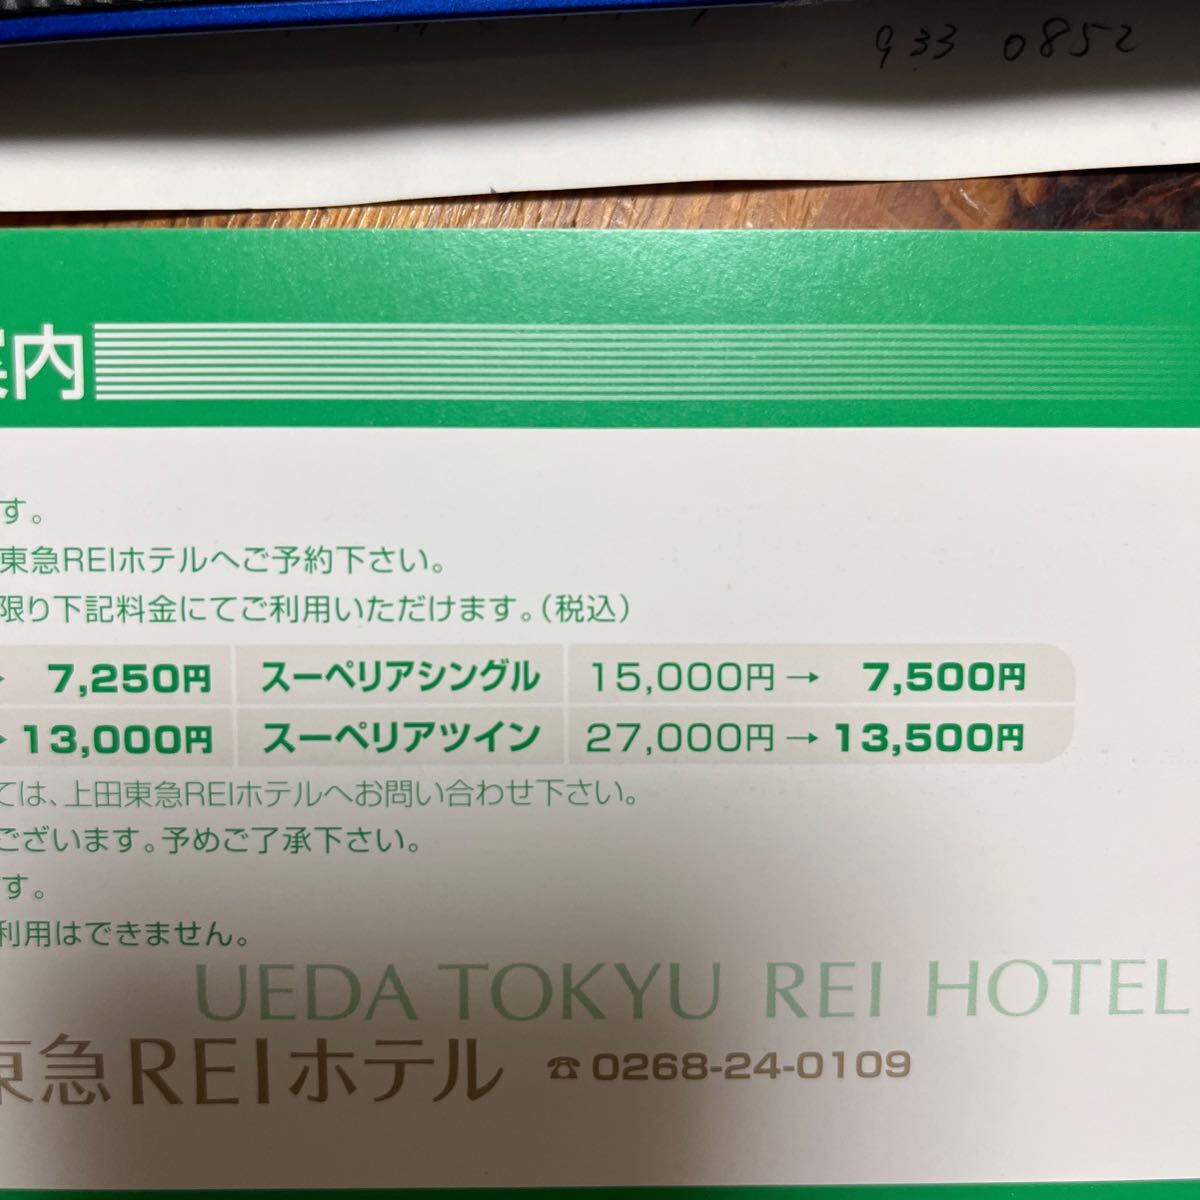 933 0852
案内
す。
東急REIホテルへご予約下さい。
限り下記料金にてご利用いただけます。（税込）
7,250円 スーペリアシングル 15,000円→ 7,500円
13,000円 スーペリアツイン 27,000円→13,500円
ては、上田東急REIホテルへお問い合わせ下さい。
ございます。予めご了承下さい。
す。
利用はできません。
UEDA TOKYU REI HOTEL
東急REIホテル ☎0268-24-0109